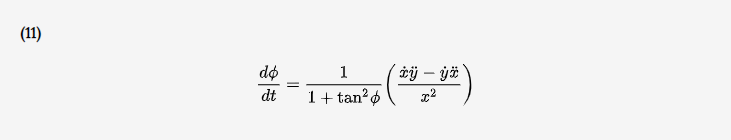 (11)
dϕ/dt = 1/(1 + tan²ϕ) ((ẋÿ − ẏẍ)/x²)